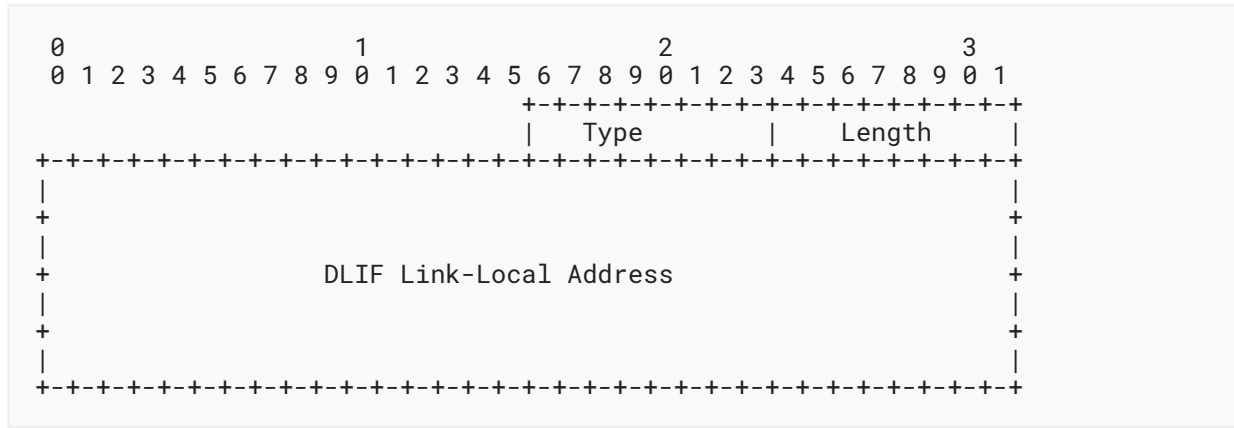 0                   1                   2                   3
 0 1 2 3 4 5 6 7 8 9 0 1 2 3 4 5 6 7 8 9 0 1 2 3 4 5 6 7 8 9 0 1
                                +-+-+-+-+-+-+-+-+-+-+-+-+-+-+-+-+
                                |   Type        |    Length     |
+-+-+-+-+-+-+-+-+-+-+-+-+-+-+-+-+-+-+-+-+-+-+-+-+-+-+-+-+-+-+-+-+
|                                                               |
+                                                               +
|                                                               |
+                  DLIF Link-Local Address                      +
|                                                               |
+                                                               +
|                                                               |
+-+-+-+-+-+-+-+-+-+-+-+-+-+-+-+-+-+-+-+-+-+-+-+-+-+-+-+-+-+-+-+-+